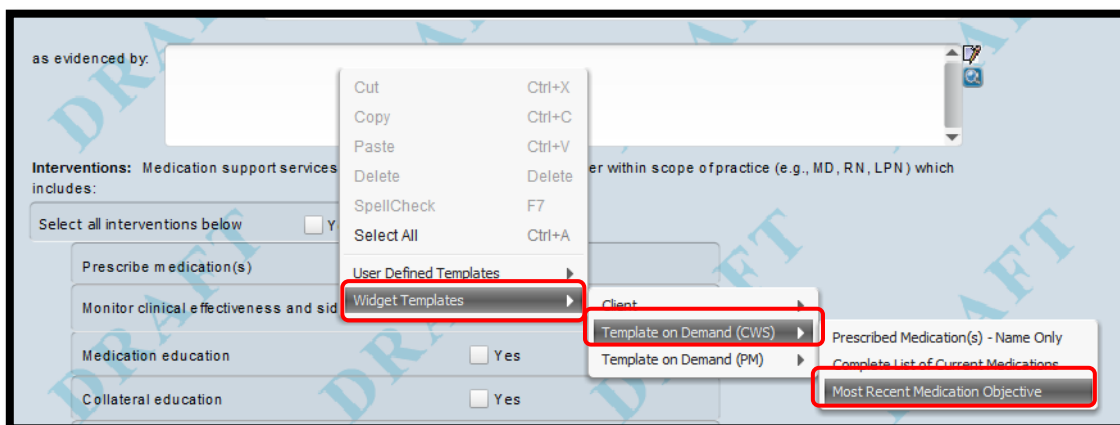 as evidenced by:
Cut Ctrl+X
Copy Ctrl+C
Paste Ctrl+V
Delete Delete
SpellCheck F7
Select All Ctrl+A
User Defined Templates
Widget Templates
Client
Template on Demand (CWS)
Template on Demand (PM)
Prescribed Medication(s) - Name Only
Complete List of Current Medications
Most Recent Medication Objective
Interventions: Medication support services er within scope of practice (e.g., MD, RN, LPN) which
includes:
Select all interventions below Y
Prescribe medication(s)
Monitor clinical effectiveness and sid
Medication education Yes
Collateral education Yes
DRAFT
DRAFT
DRAFT
DRAFT
DRAFT
DRAFT